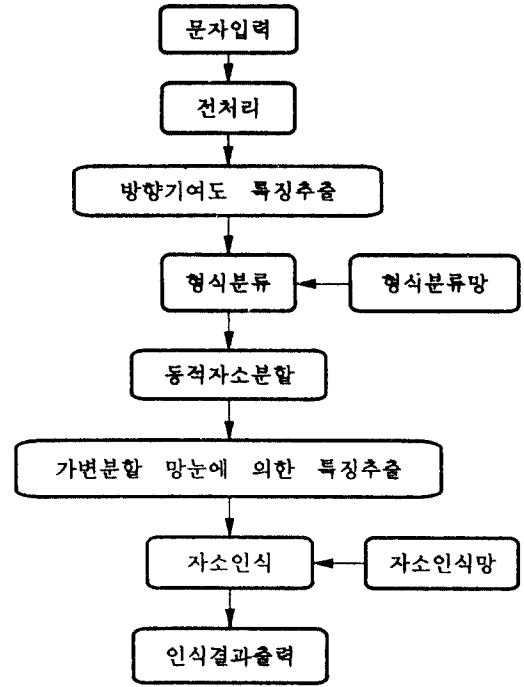 문자입력
전처리
방향기여도 특징추출
형식분류
형식분류망
동적자소분할
가변분할 망눈에 의한 특징추출
자소인식
자소인식망
인식결과출력